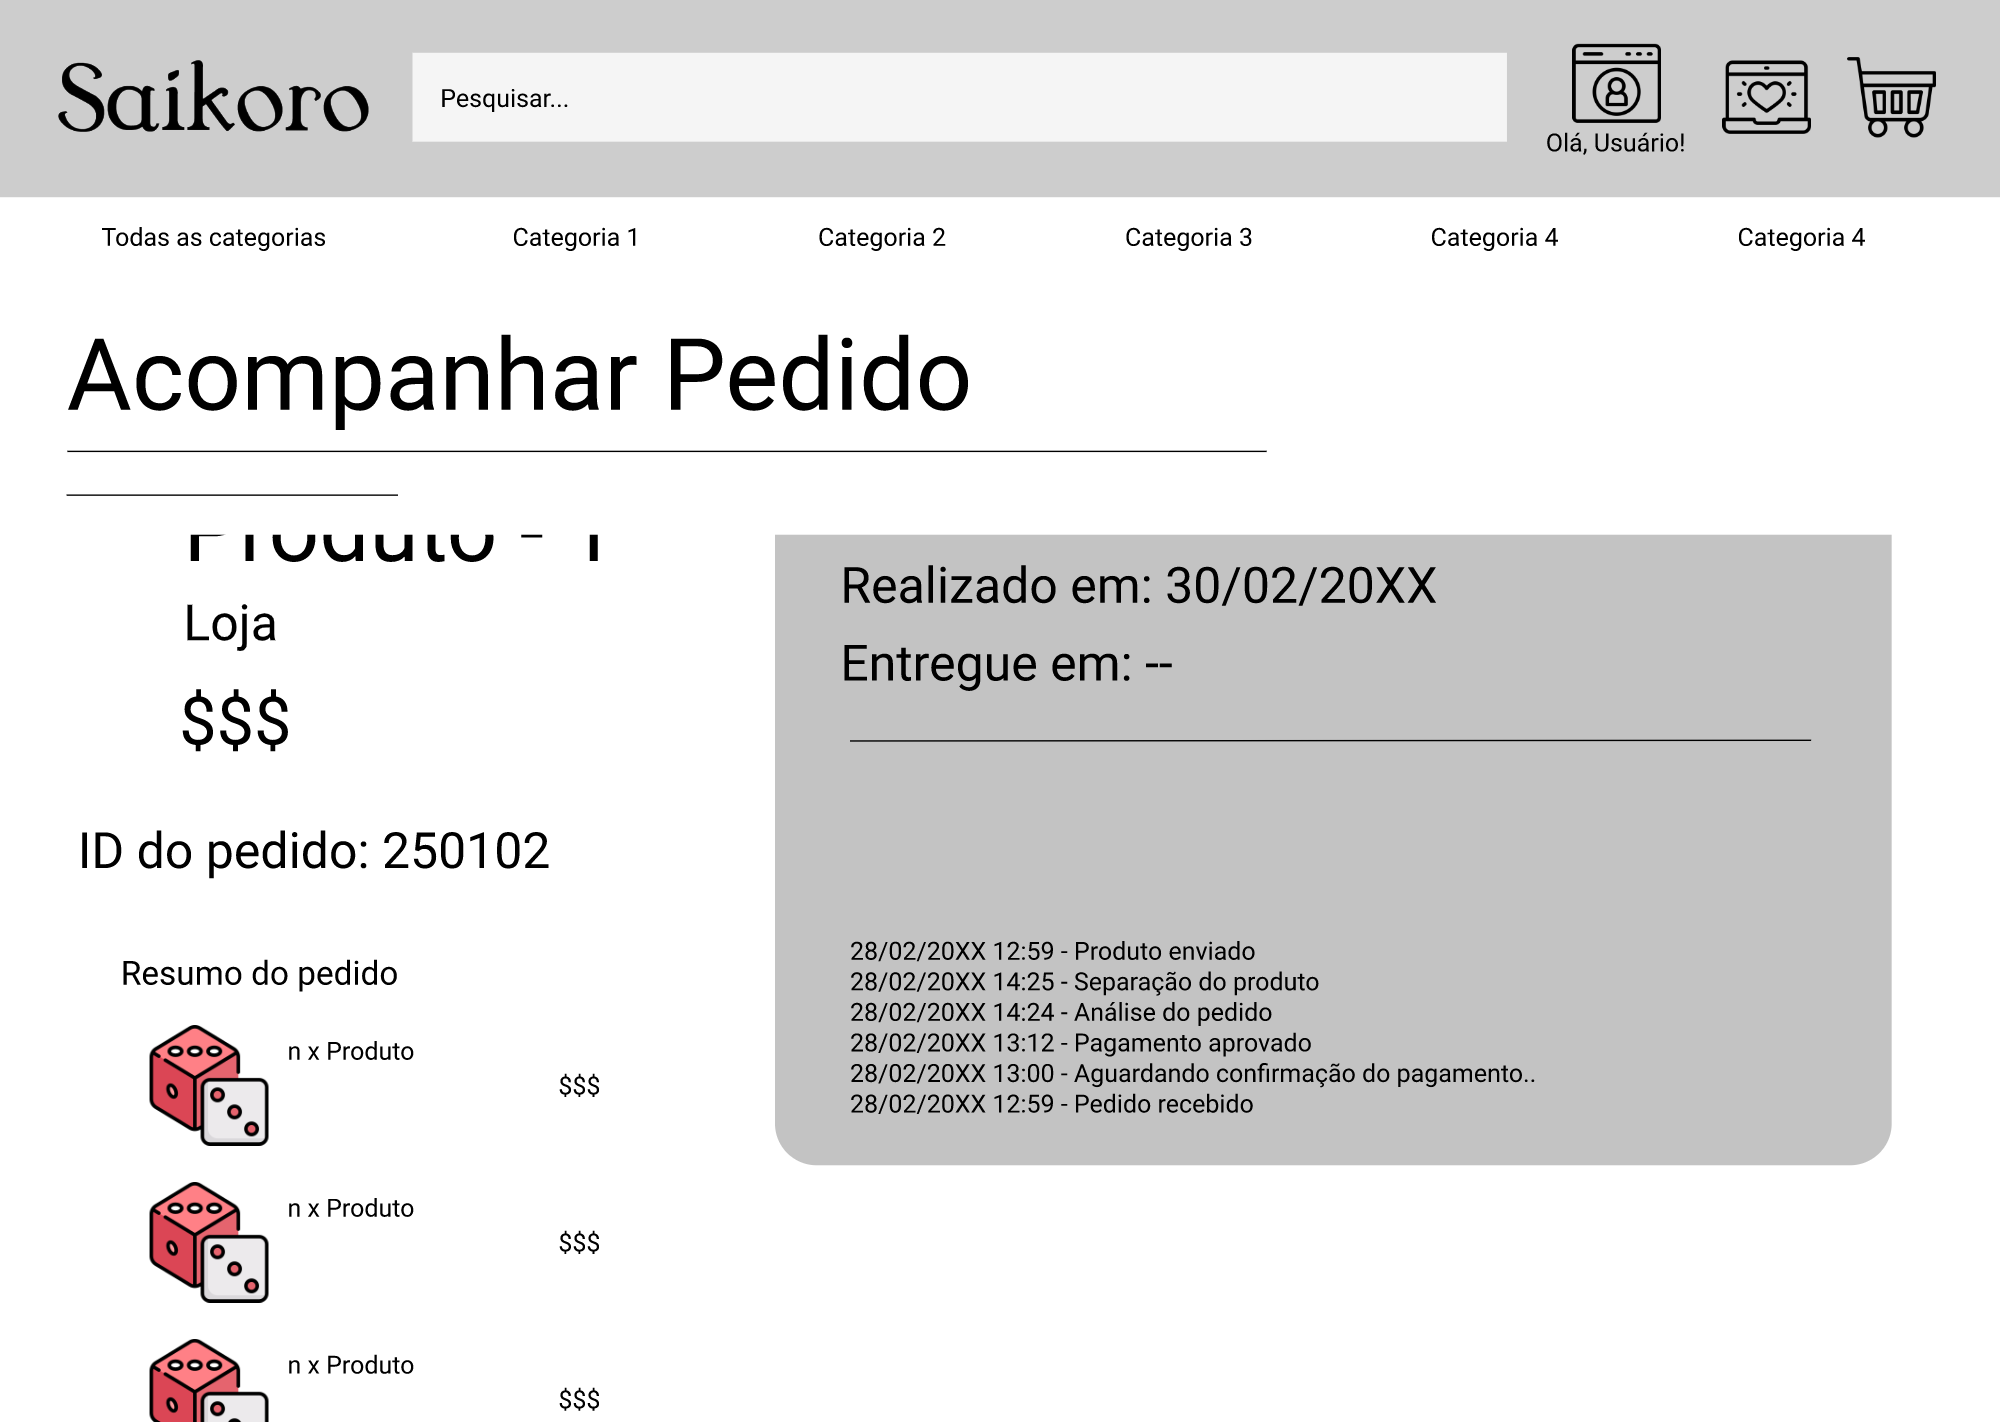 Saikoro
Pesquisar...
Olá, Usuário!
Todas as categorias
Categoria 1
Categoria 2
Categoria 3
Categoria 4
Categoria 4
Acompanhar Pedido
Produto - 1
Loja
$$$
ID do pedido: 250102
Resumo do pedido
n x Produto
$$$
n x Produto
$$$
n x Produto
$$$
Realizado em: 30/02/20XX
Entregue em: --
28/02/20XX 12:59 - Produto enviado
28/02/20XX 14:25 - Separação do produto
28/02/20XX 14:24 - Análise do pedido
28/02/20XX 13:12 - Pagamento aprovado
28/02/20XX 13:00 - Aguardando confirmação do pagamento..
28/02/20XX 12:59 - Pedido recebido